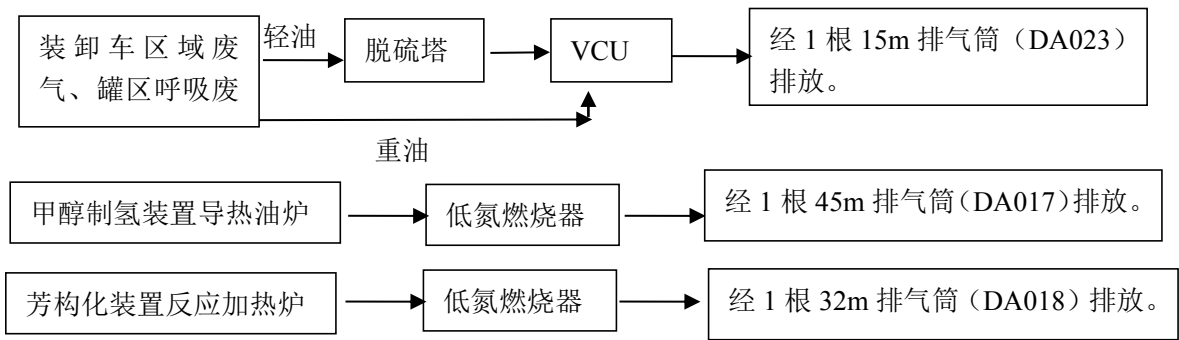 装卸车区域废
气、罐区呼吸废
轻油
脱硫塔
VCU
经 1 根 15m 排气筒（DA023）
排放。
重油
甲醇制氢装置导热油炉
低氮燃烧器
经 1 根 45m 排气筒（DA017）排放。
芳构化装置反应加热炉
低氮燃烧器
经 1 根 32m 排气筒（DA018）排放。